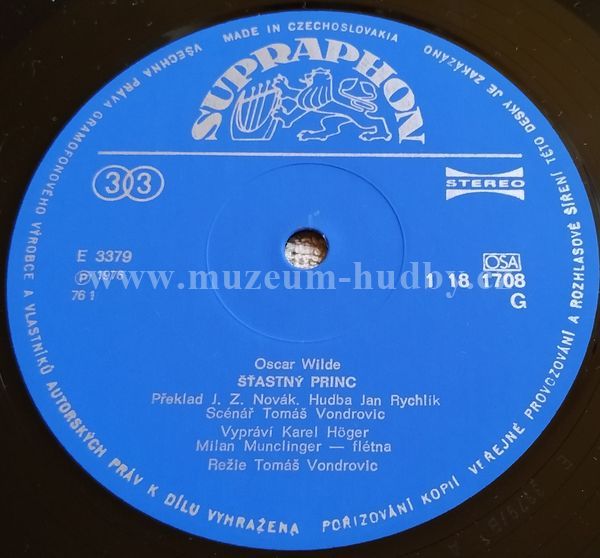 MADE IN CZECHOSLOVAKIA
VŠECHNA PRÁVA GRAMOFONOVÉHO VÝROBCE A VLASTNÍKŮ AUTORSKÝCH PRÁV K DÍLU VYHRAŽENA POŘIZOVÁNÍ KOPIÍ VEŘEJNÉ PROVOZOVÁNÍ A ROZHLASOVÉ ŠÍŘENÍ TÉTO DESKY JE ZAKÁZÁNO
SUPRAPHON
33
STEREO
E 3379
Ⓟ 1976
76 1
OSA
1 18 1708
G
www.muzeum-hudby.c
Oscar Wilde
ŠŤASTNÝ PRINC
Překlad J. Z. Novák. Hudba Jan Rychlík
Scénář Tomáš Vondrovic
Vypráví Karel Höger
Milan Munclinger — flétna
Režie Tomáš Vondrovic